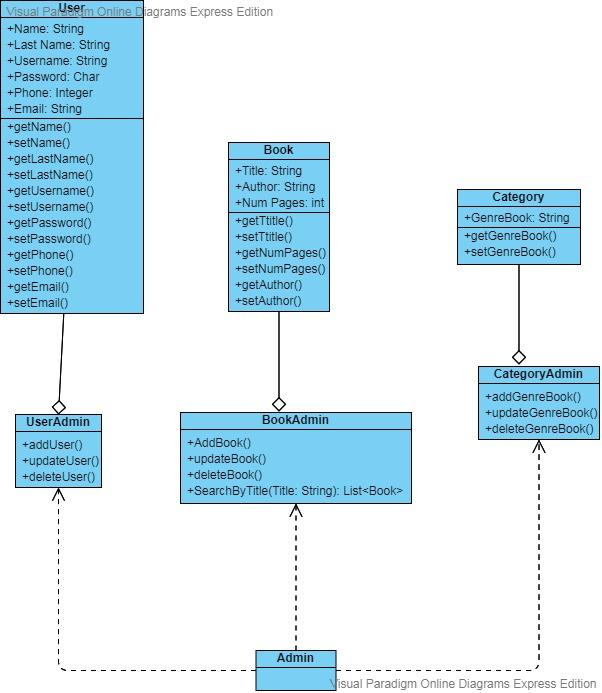 Visual Paradigm Online Diagrams Express Edition
User
+Name: String
+Last Name: String
+Username: String
+Password: Char
+Phone: Integer
+Email: String
+getName()
+setName()
+getLastName()
+setLastName()
+getUsername()
+setUsername()
+getPassword()
+setPassword()
+getPhone()
+setPhone()
+getEmail()
+setEmail()
Book
+Title: String
+Author: String
+Num Pages: int
+getTtitle()
+setTtitle()
+getNumPages()
+setNumPages()
+getAuthor()
+setAuthor()
Category
+GenreBook: String
+getGenreBook()
+setGenreBook()
UserAdmin
+addUser()
+updateUser()
+deleteUser()
BookAdmin
+AddBook()
+updateBook()
+deleteBook()
+SearchByTitle(Title: String): List<Book>
CategoryAdmin
+addGenreBook()
+updateGenreBook()
+deleteGenreBook()
Admin
Visual Paradigm Online Diagrams Express Edition